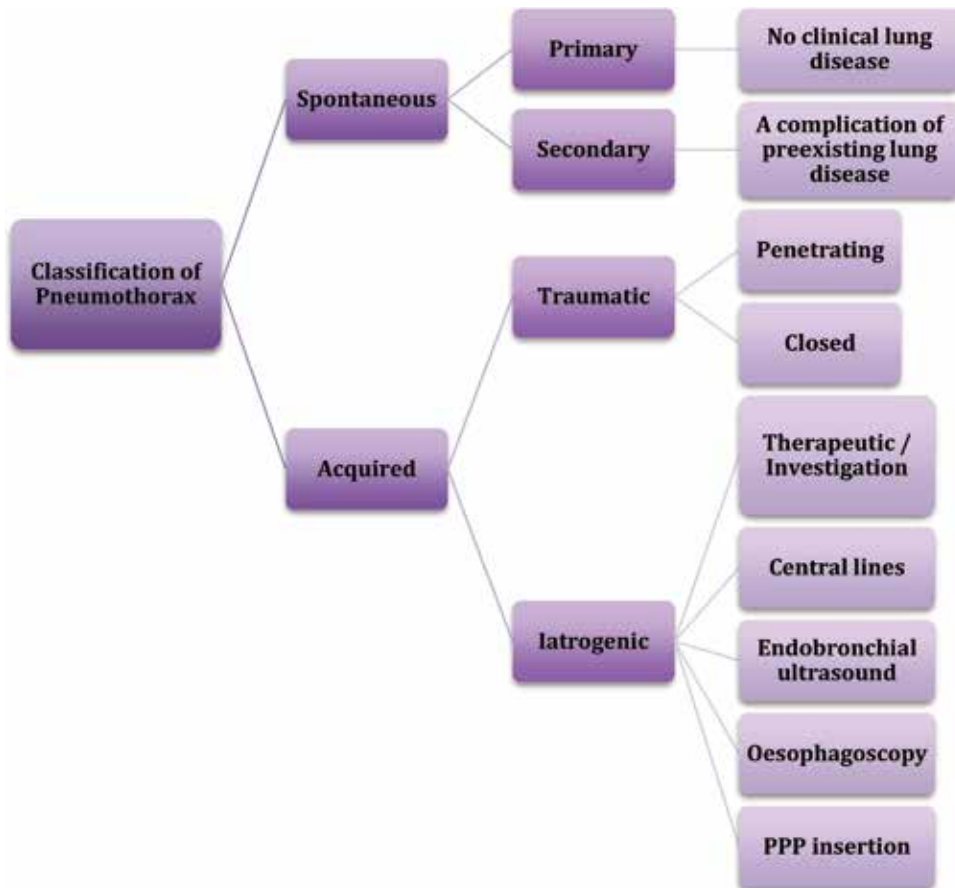 Classification of
Pneumothorax
Spontaneous
Primary
No clinical lung
disease
Secondary
A complication of
preexisting lung
disease
Acquired
Traumatic
Penetrating
Closed
Iatrogenic
Therapeutic /
Investigation
Central lines
Endobronchial
ultrasound
Oesophagoscopy
PPP insertion